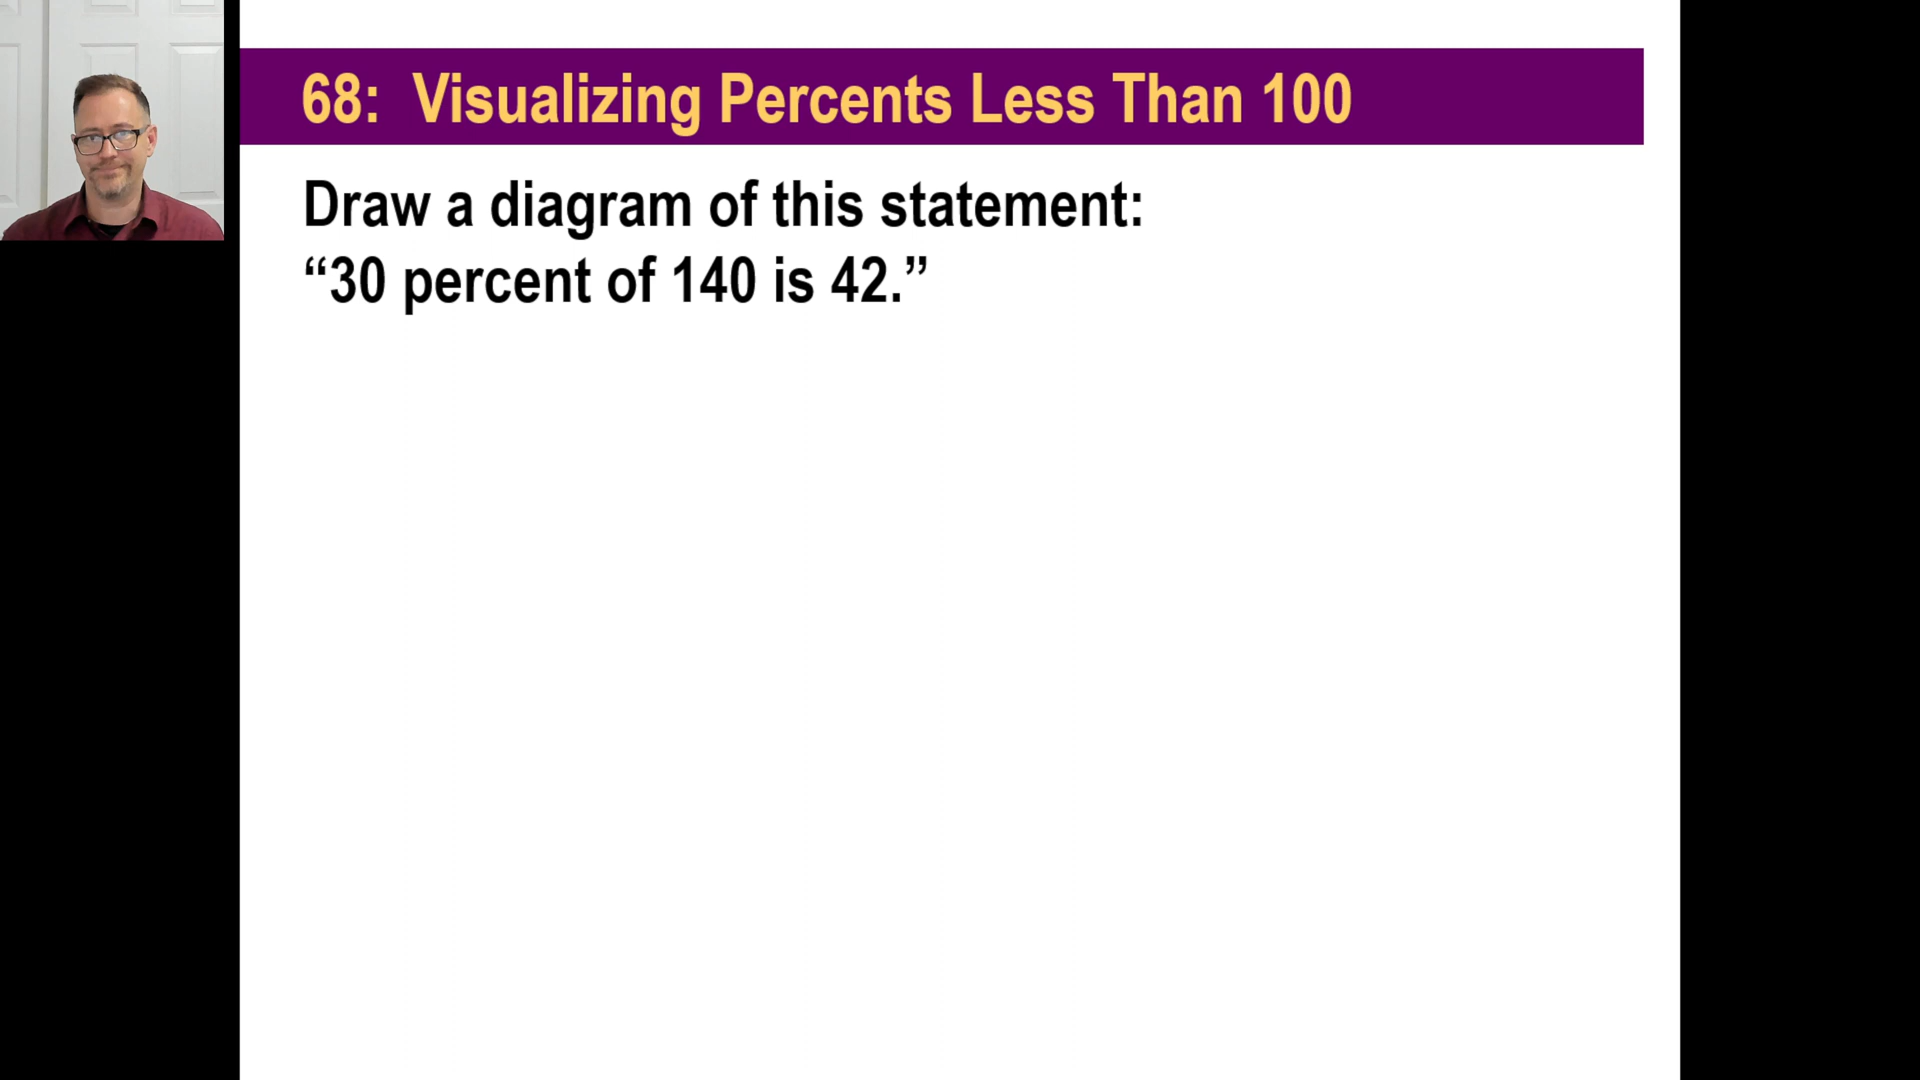 68: Visualizing Percents Less Than 100
Draw a diagram of this statement:
“30 percent of 140 is 42.”